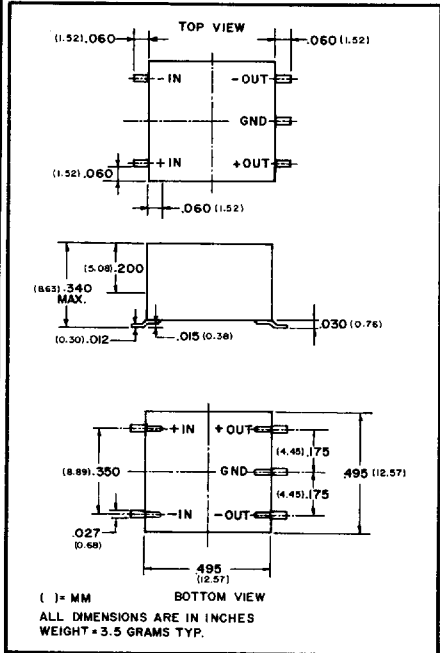 TOP VIEW
(1.52).060
.060 (1.52)
-IN
-OUT
GND
+IN
+OUT
(1.52).060
.060 (1.52)
(5.08).200
(8.63).340
MAX.
(0.30).012
.015 (0.38)
.030 (0.76)
+IN
+OUT
(4.45).175
(8.89).350
GND
.495 (12.57)
(4.45).175
-IN
-OUT
.027
(0.68)
.495
(12.57)
( )= MM
BOTTOM VIEW
ALL DIMENSIONS ARE IN INCHES
WEIGHT = 3.5 GRAMS TYP.